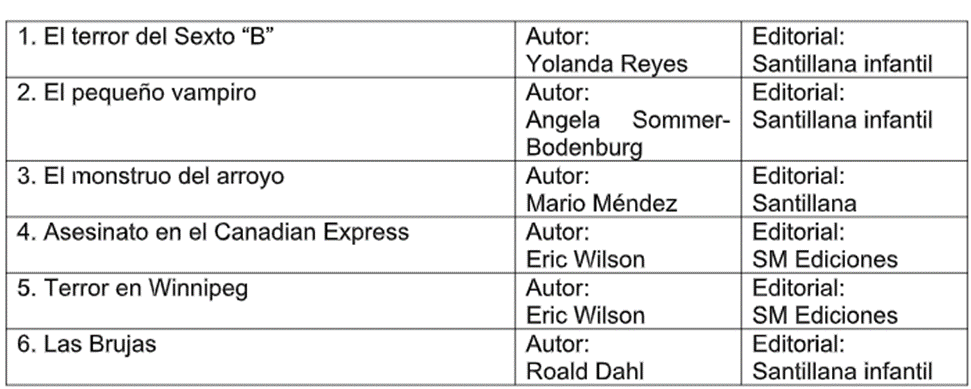 1. El terror del Sexto “B”
Autor:
Yolanda Reyes
Editorial:
Santillana infantil
2. El pequeño vampiro
Autor:
Angela Sommer-
Bodenburg
Editorial:
Santillana infantil
3. El monstruo del arroyo
Autor:
Mario Méndez
Editorial:
Santillana
4. Asesinato en el Canadian Express
Autor:
Eric Wilson
Editorial:
SM Ediciones
5. Terror en Winnipeg
Autor:
Eric Wilson
Editorial:
SM Ediciones
6. Las Brujas
Autor:
Roald Dahl
Editorial:
Santillana infantil